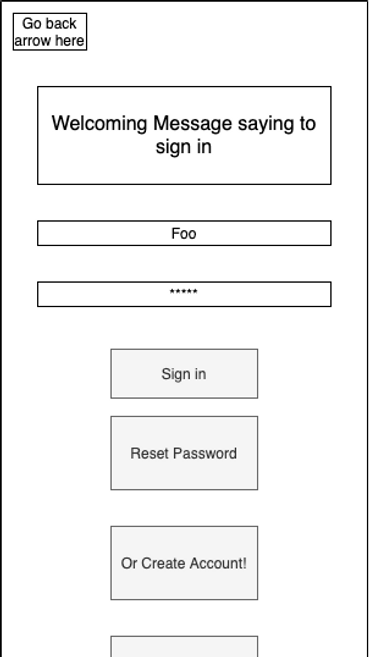 Go back
arrow here
Welcoming Message saying to
sign in
Foo
*****
Sign in
Reset Password
Or Create Account!